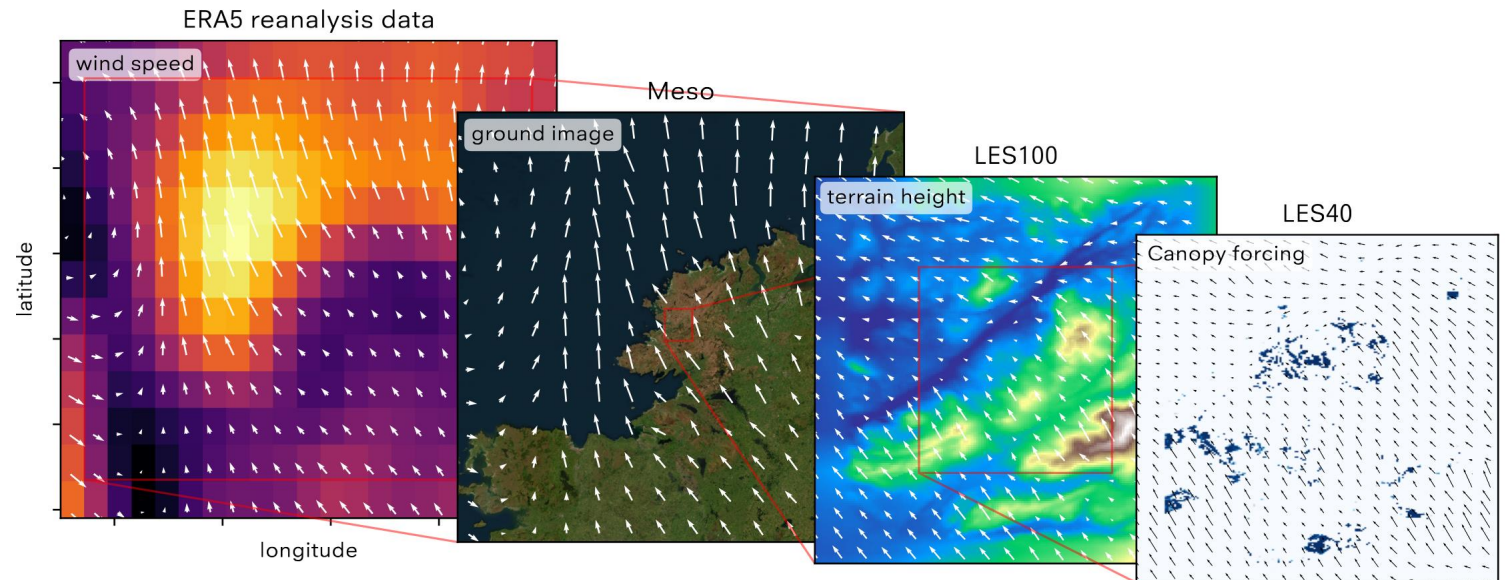 ERA5 reanalysis data
wind speed
Meso
ground image
LES100
terrain height
LES40
Canopy forcing
latitude
longitude